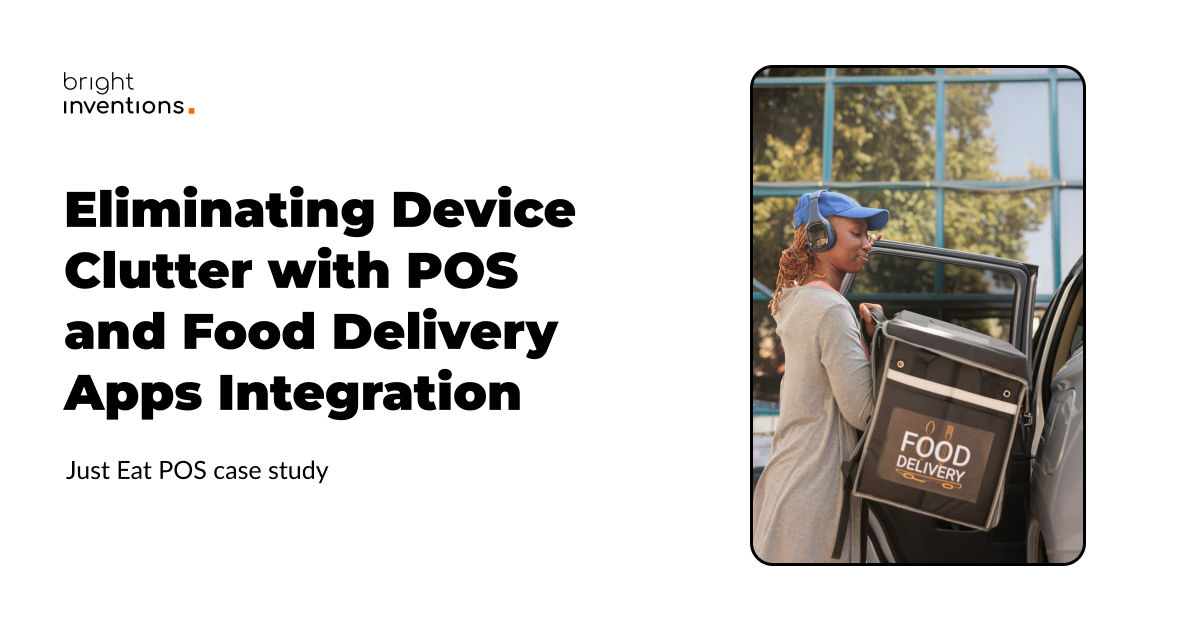 bright
inventions.
Eliminating Device
Clutter with POS
and Food Delivery
Apps Integration
Just Eat POS case study
FOOD
DELIVERY